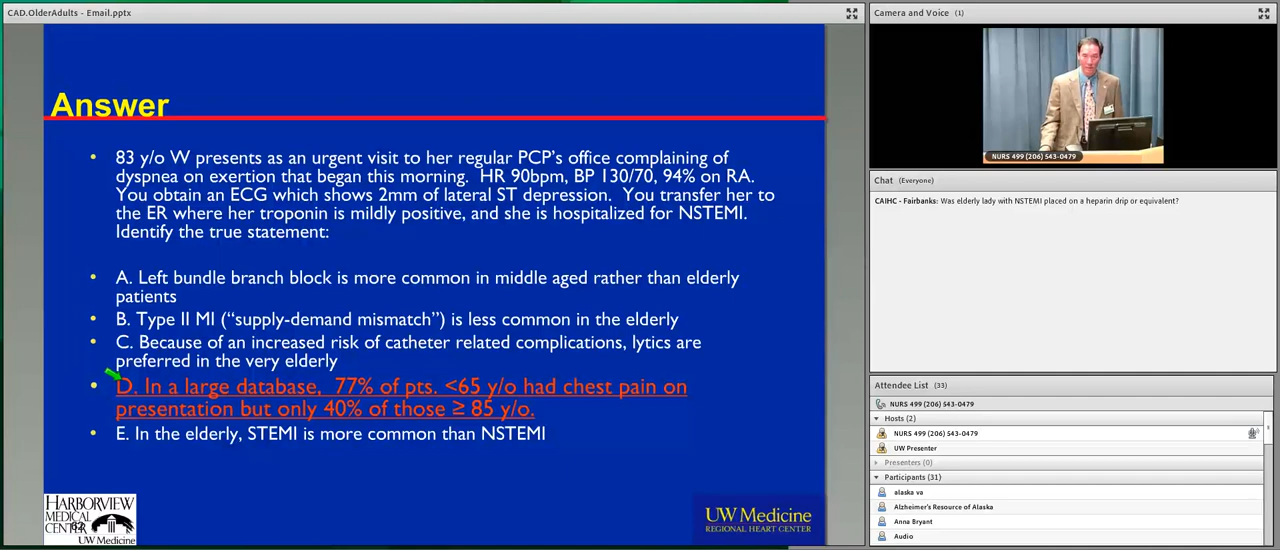 CAD.OlderAdults - Email.pptx
Answer
• 83 y/o W presents as an urgent visit to her regular PCP's office complaining of
dyspnea on exertion that began this morning. HR 90bpm, BP 130/70, 94% on RA.
You obtain an ECG which shows 2mm of lateral ST depression. You transfer her to
the ER where her troponin is mildly positive, and she is hospitalized for NSTEMI.
Identify the true statement:
• A. Left bundle branch block is more common in middle aged rather than elderly
patients
• B. Type II MI ("supply-demand mismatch") is less common in the elderly
• C. Because of an increased risk of catheter related complications, lytics are
preferred in the very elderly
• D. In a large database, 77% of pts. <65 y/o had chest pain on
presentation but only 40% of those ≥ 85 y/o.
• E. In the elderly, STEMI is more common than NSTEMI
HARBORVIEW
MEDICAL
CENTER
UW Medicine
UW Medicine
REGIONAL HEART CENTER
Camera and Voice (1)
NURS 499 (206) 543-0479
Chat (Everyone)
CAIHC - Fairbanks: Was elderly lady with NSTEMI placed on a heparin drip or equivalent?
Attendee List (33)
NURS 499 (206) 543-0479
Hosts (2)
NURS 499 (206) 543-0479
UW Presenter
Presenters (0)
Participants (31)
alaska va
Alzheimer's Resource of Alaska
Anna Bryant
Audio